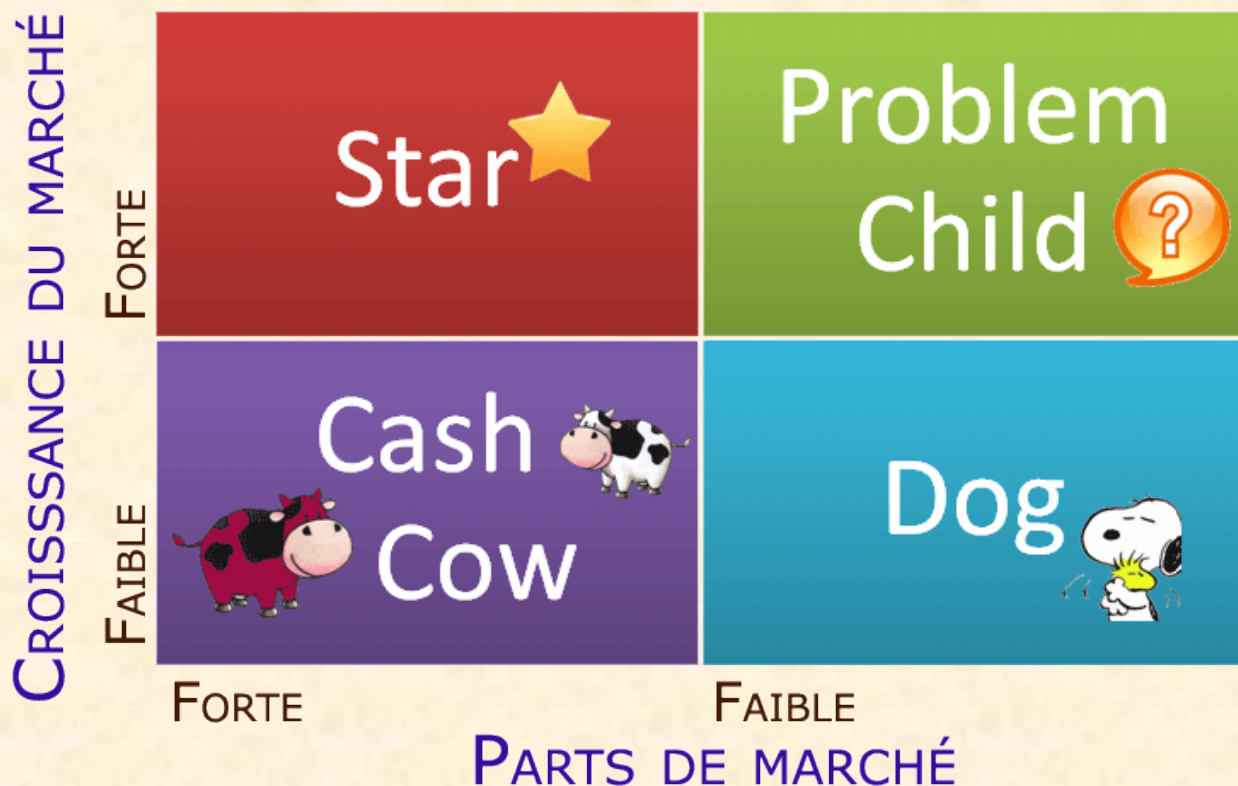 CROISSSANCE DU MARCHÉ
FORTE
Star
Problem
Child ?
FAIBLE
Cash
Cow
Dog
FORTE
FAIBLE
PARTS DE MARCHÉ